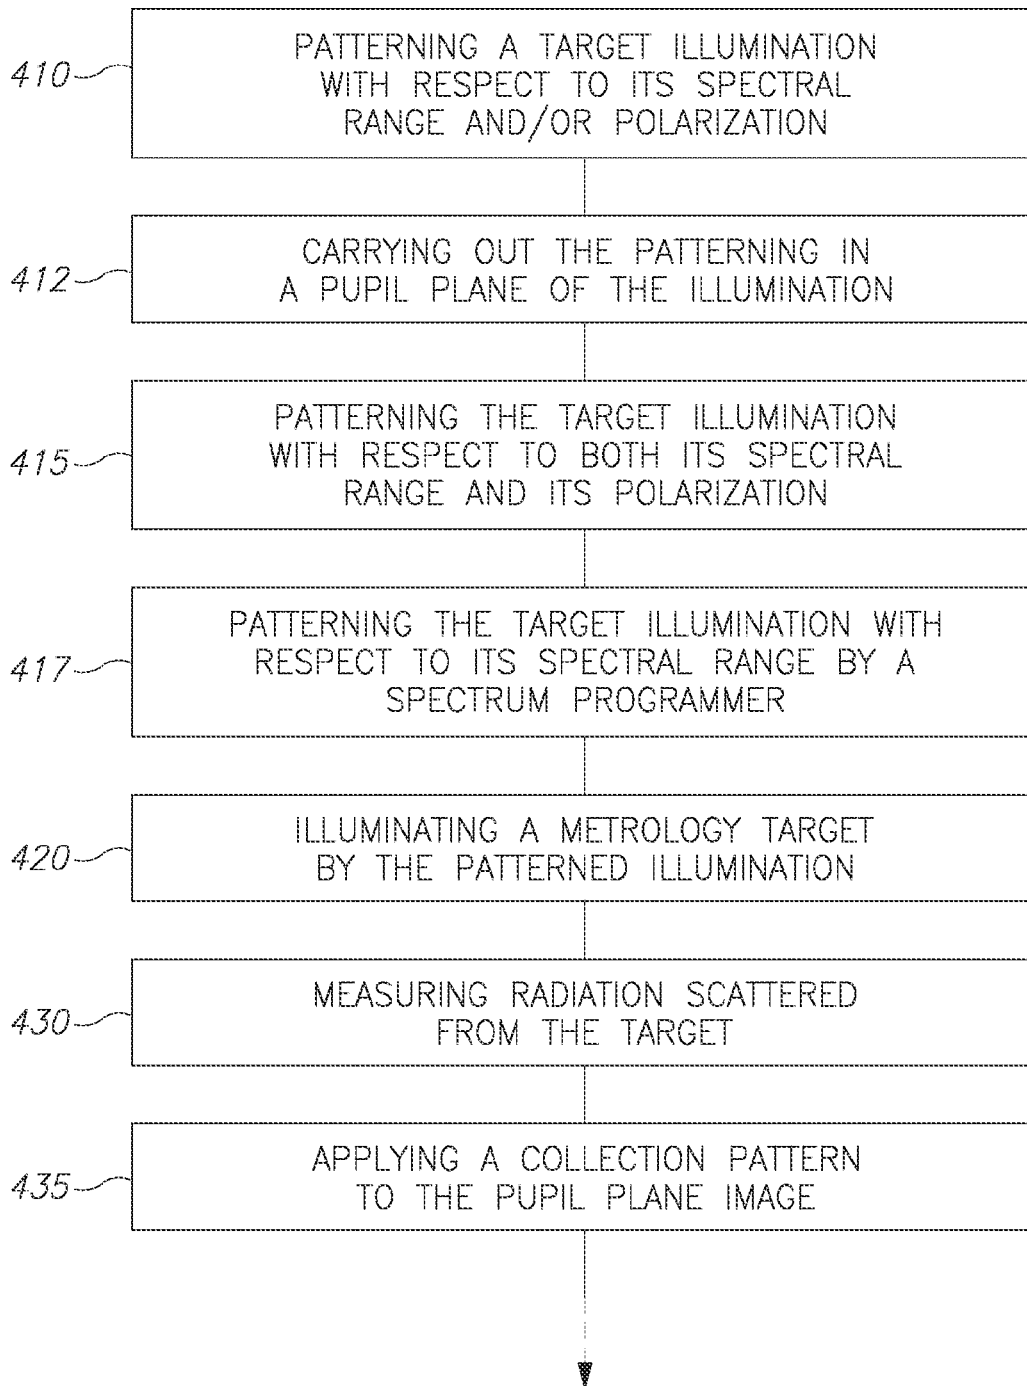 410
PATTERNING A TARGET ILLUMINATION
WITH RESPECT TO ITS SPECTRAL
RANGE AND/OR POLARIZATION
412
CARRYING OUT THE PATTERNING IN
A PUPIL PLANE OF THE ILLUMINATION
415
PATTERNING THE TARGET ILLUMINATION
WITH RESPECT TO BOTH ITS SPECTRAL
RANGE AND ITS POLARIZATION
417
PATTERNING THE TARGET ILLUMINATION WITH
RESPECT TO ITS SPECTRAL RANGE BY A
SPECTRUM PROGRAMMER
420
ILLUMINATING A METROLOGY TARGET
BY THE PATTERNED ILLUMINATION
430
MEASURING RADIATION SCATTERED
FROM THE TARGET
435
APPLYING A COLLECTION PATTERN
TO THE PUPIL PLANE IMAGE